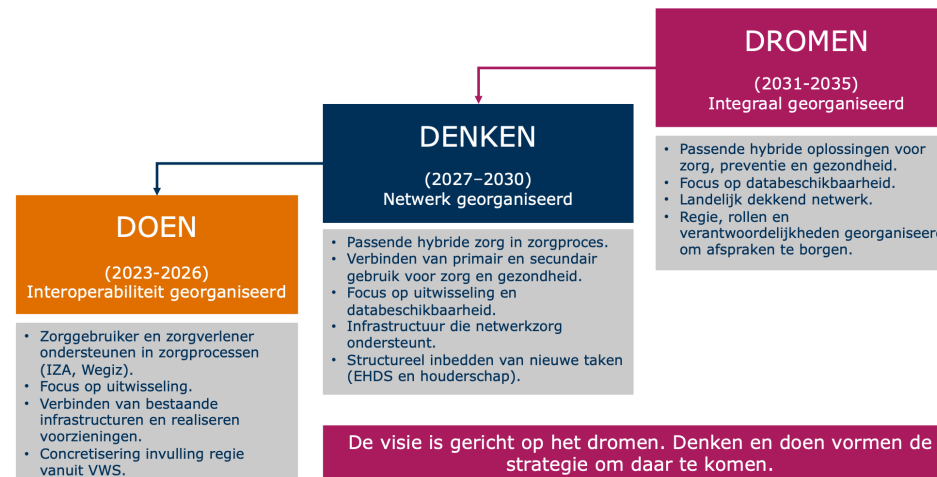 DROMEN
(2031-2035)
Integraal georganiseerd
• Passende hybride oplossingen voor
zorg, preventie en gezondheid.
• Focus op databeschikbaarheid.
• Landelijk dekkend netwerk.
• Regie, rollen en
verantwoordelijkheden georganiseer
om afspraken te borgen.
DENKEN
(2027–2030)
Netwerk georganiseerd
• Passende hybride zorg in zorgproces.
• Verbinden van primair en secundair
gebruik voor zorg en gezondheid.
• Focus op uitwisseling en
databeschikbaarheid.
• Infrastructuur die netwerkzorg
ondersteunt.
• Structureel inbedden van nieuwe taken
(EHDS en houderschap).
DOEN
(2023-2026)
Interoperabiliteit georganiseerd
• Zorggebruiker en zorgverlener
ondersteunen in zorgprocessen
(IZA, Wegiz).
• Focus op uitwisseling.
• Verbinden van bestaande
infrastructuren en realiseren
voorzieningen.
• Concretisering invulling regie
vanuit VWS.
De visie is gericht op het dromen. Denken en doen vormen de
strategie om daar te komen.